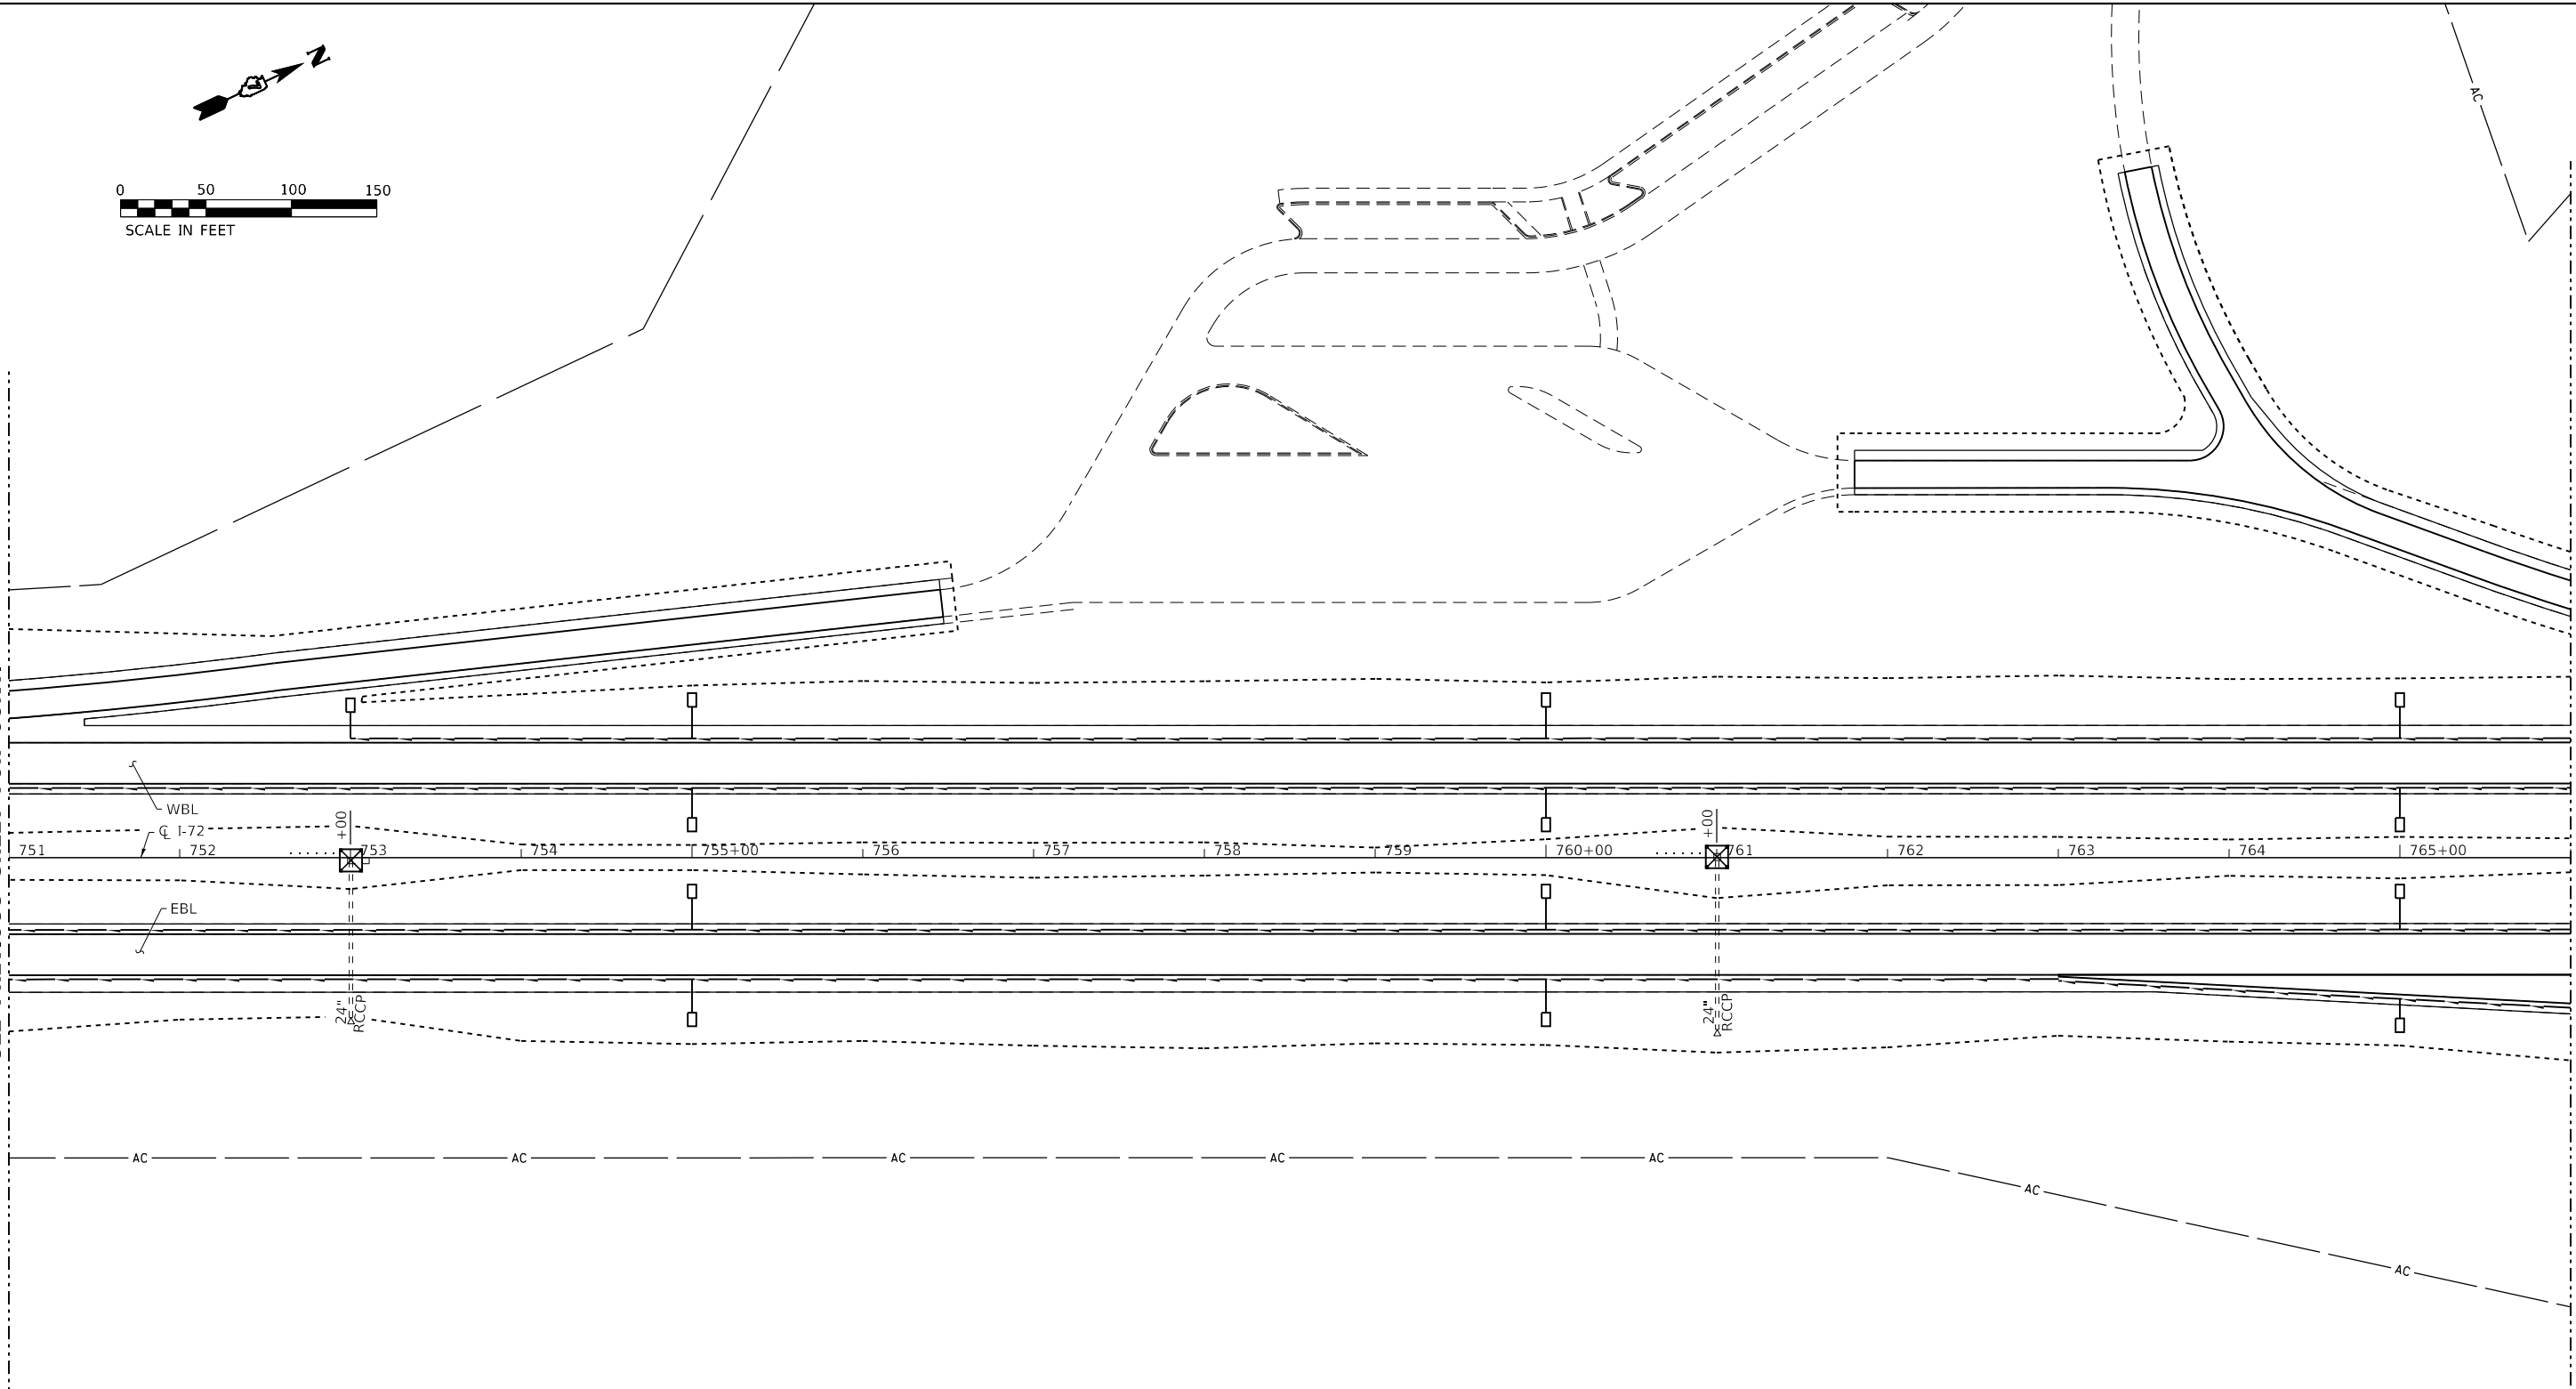 N
AC
0 50 100 150
SCALE IN FEET
WBL
℄ I-72
+00
+00
751 752 753 754 755+00 756 757 758 759 760+00 761 762 763 764 765+00
EBL
24"
RCCP
24"
RCCP
AC AC AC AC AC
AC
AC